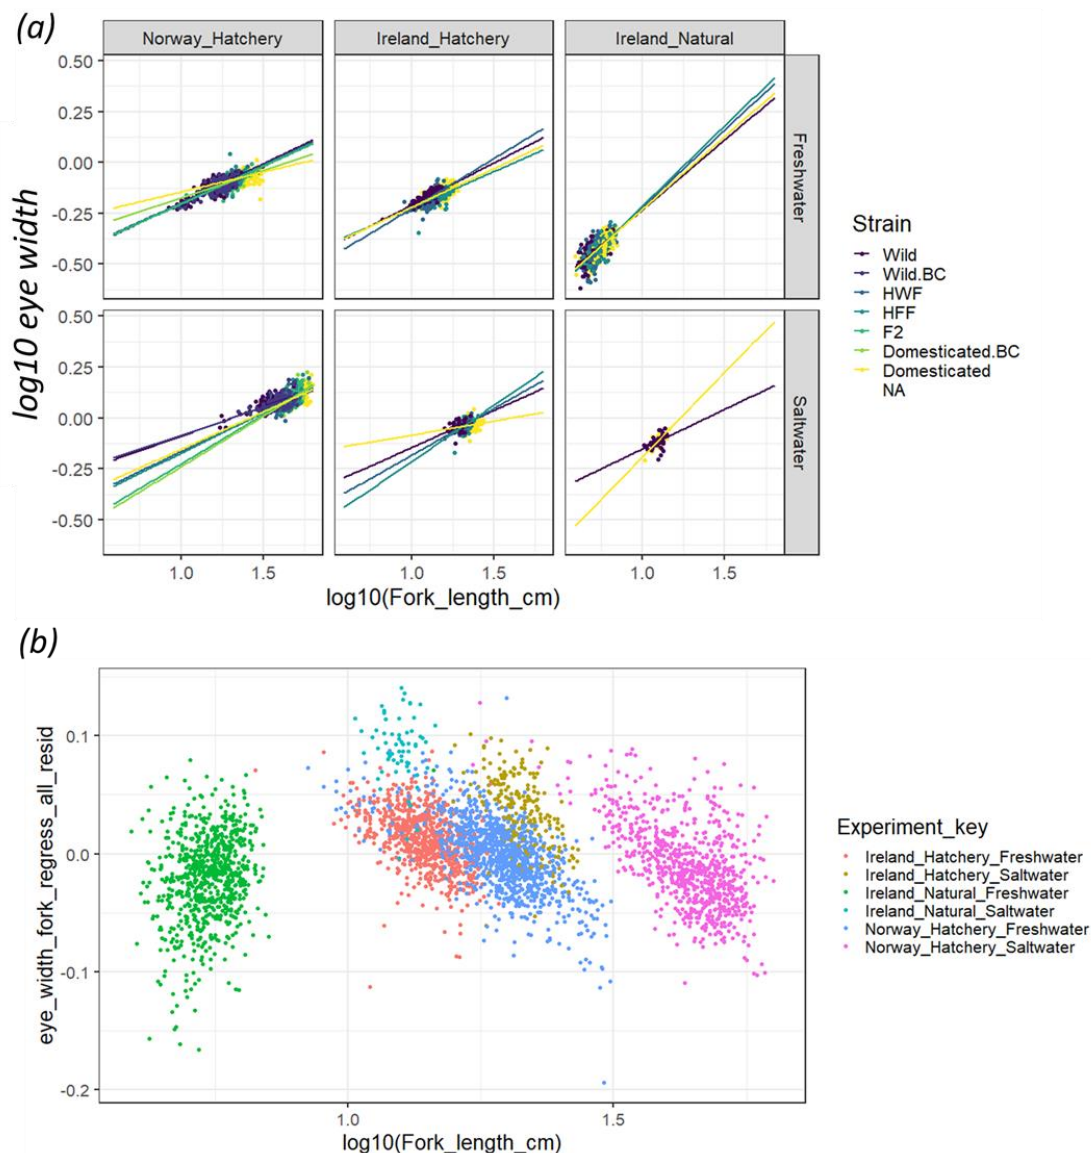 (a)
Norway_Hatchery
Ireland_Hatchery
Ireland_Natural
0.50
0.25
0.00
-0.25
-0.50
Freshwater
0.50
0.25
0.00
-0.25
-0.50
Saltwater
log10 eye width
1.0 1.5 1.0 1.5 1.0 1.5
log10(Fork_length_cm)
Strain
Wild
Wild.BC
HWF
HFF
F2
Domesticated.BC
Domesticated
NA
(b)
eye_width_fork_regress_all_resid
0.1
0.0
-0.1
-0.2
1.0 1.5
log10(Fork_length_cm)
Experiment_key
Ireland_Hatchery_Freshwater
Ireland_Hatchery_Saltwater
Ireland_Natural_Freshwater
Ireland_Natural_Saltwater
Norway_Hatchery_Freshwater
Norway_Hatchery_Saltwater